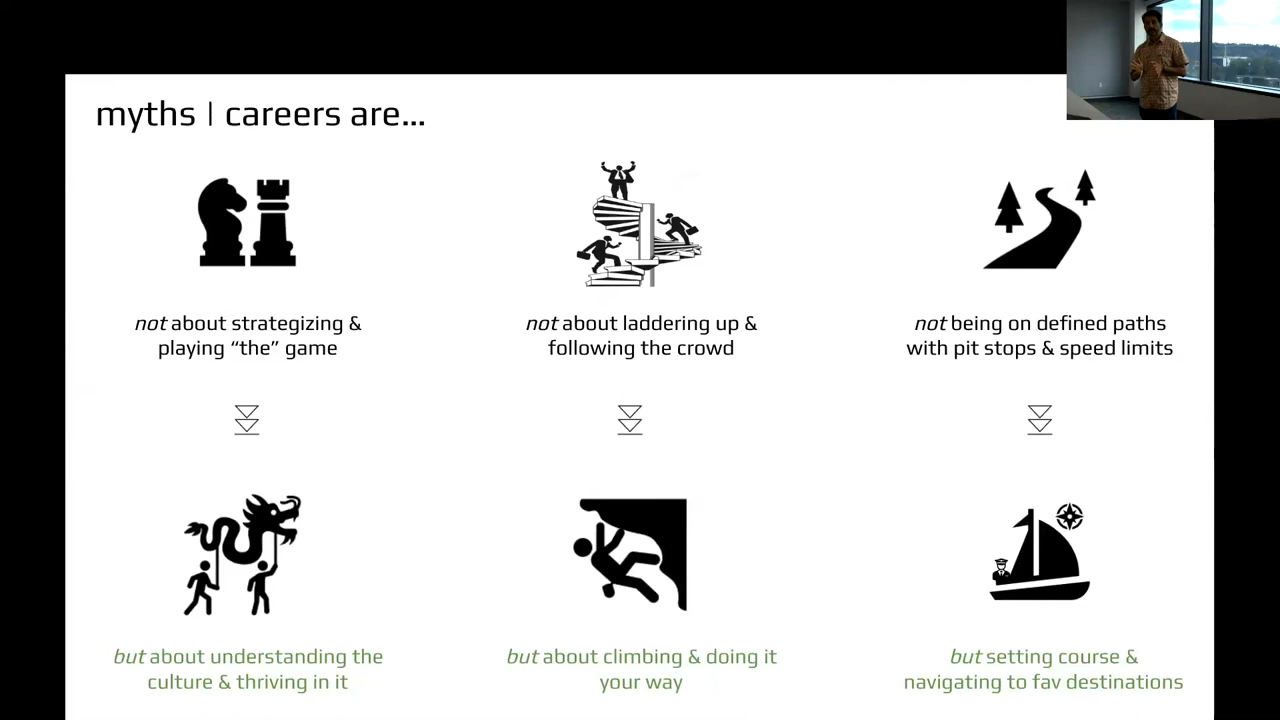 myths | careers are...
not about strategizing &
playing “the” game
not about laddering up &
following the crowd
not being on defined paths
with pit stops & speed limits
but about understanding the
culture & thriving in it
but about climbing & doing it
your way
but setting course &
navigating to fav destinations